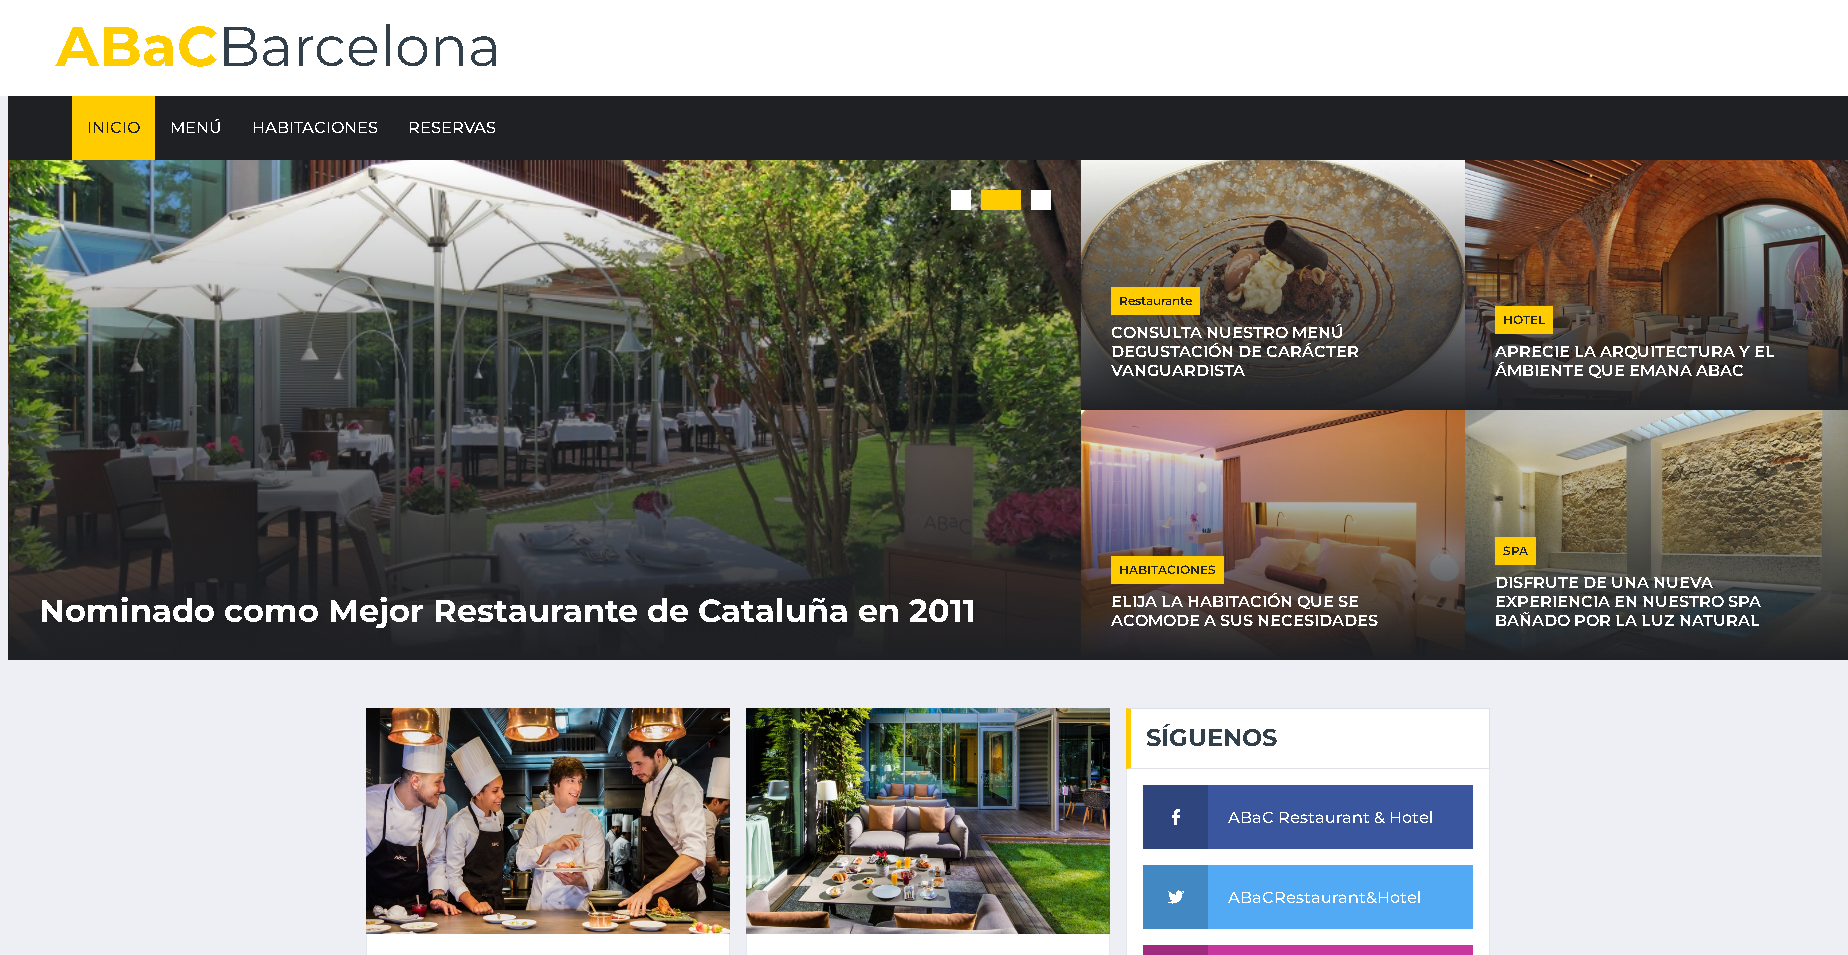 ABaCBarcelona
INICIO MENÚ HABITACIONES RESERVAS
Restaurante
CONSULTA NUESTRO MENÚ
DEGUSTACIÓN DE CARÁCTER
VANGUARDISTA
HOTEL
APRECIE LA ARQUITECTURA Y EL
ÁMBIENTE QUE EMANA ABAC
ABaC
Nominado como Mejor Restaurante de Cataluña en 2011
HABITACIONES
ELIJA LA HABITACIÓN QUE SE
ACOMODE A SUS NECESIDADES
SPA
DISFRUTE DE UNA NUEVA
EXPERIENCIA EN NUESTRO SPA
BAÑADO POR LA LUZ NATURAL
SÍGUENOS
ABaC Restaurant & Hotel
ABaCRestaurant&Hotel